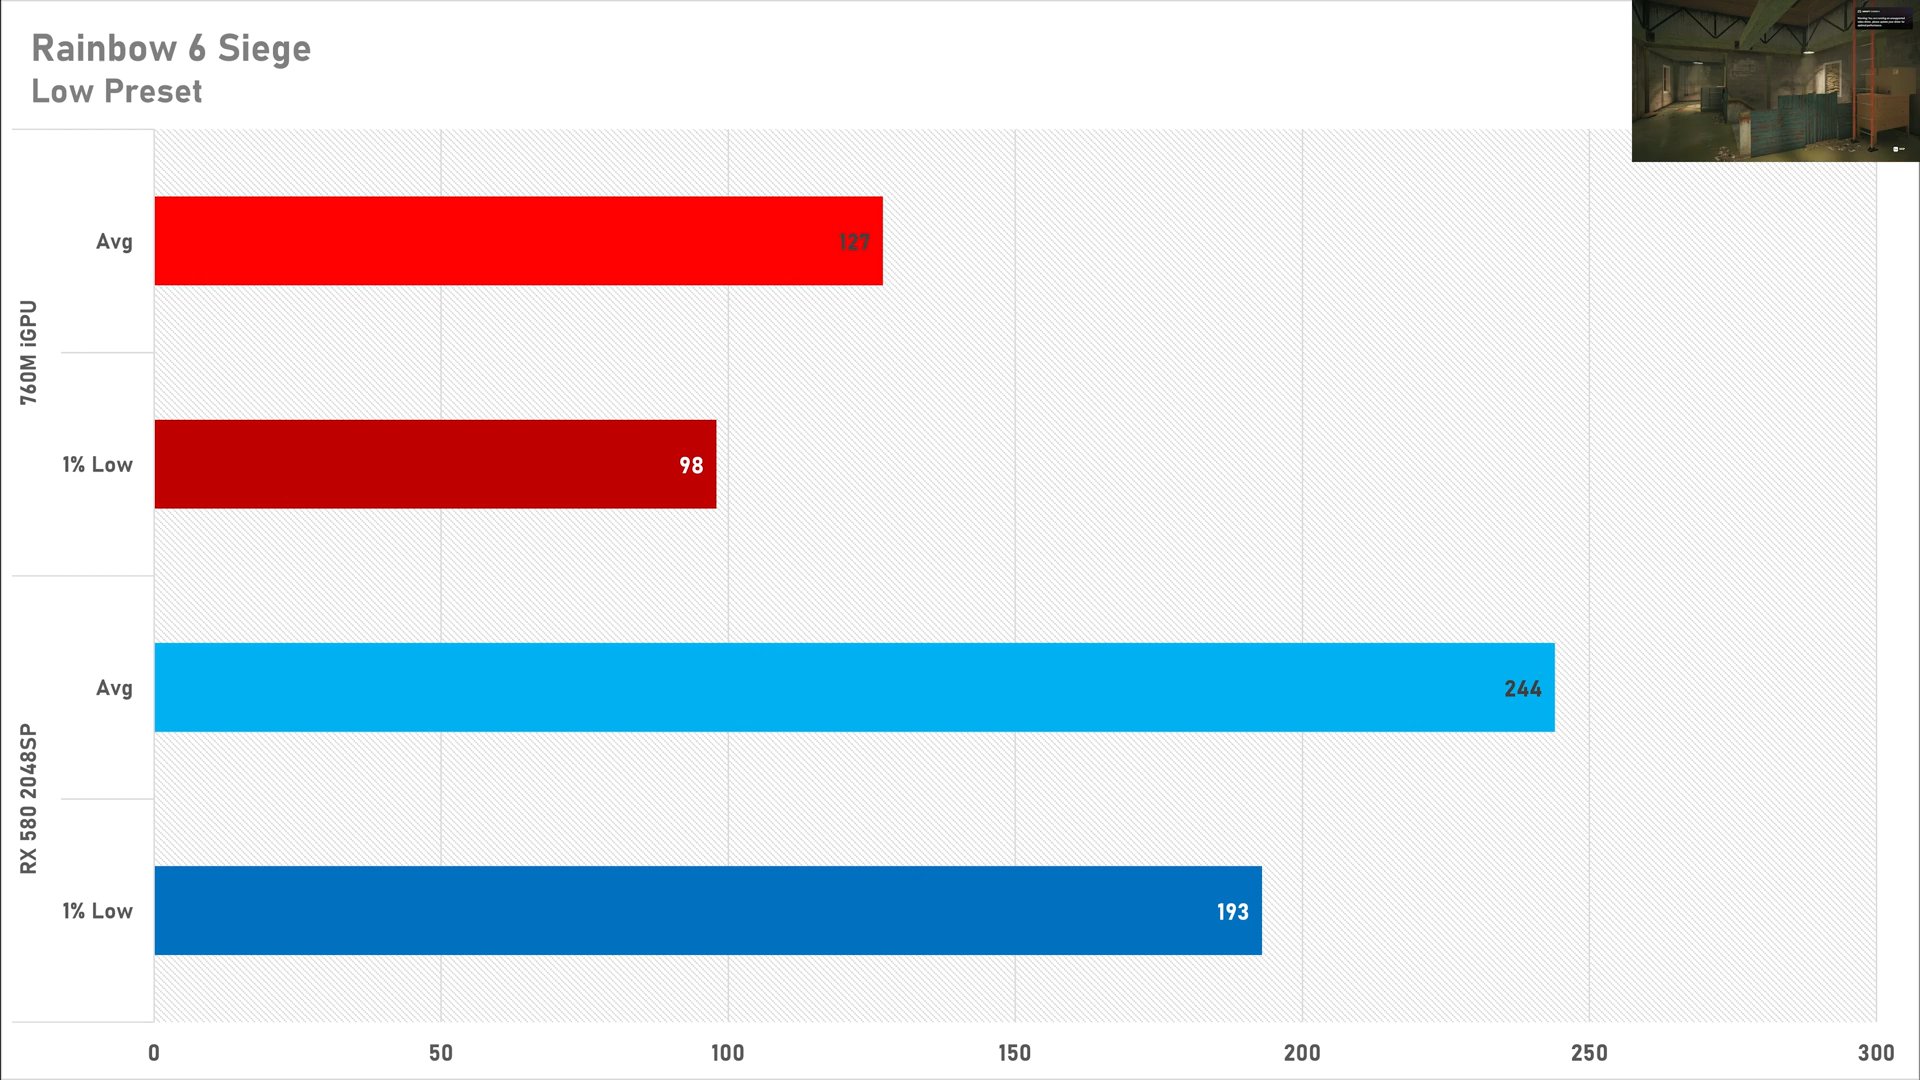 Rainbow 6 Siege
Low Preset
760M iGPU
Avg
127
1% Low
98
RX 580 2048SP
Avg
244
1% Low
193
0
50
100
150
200
250
300